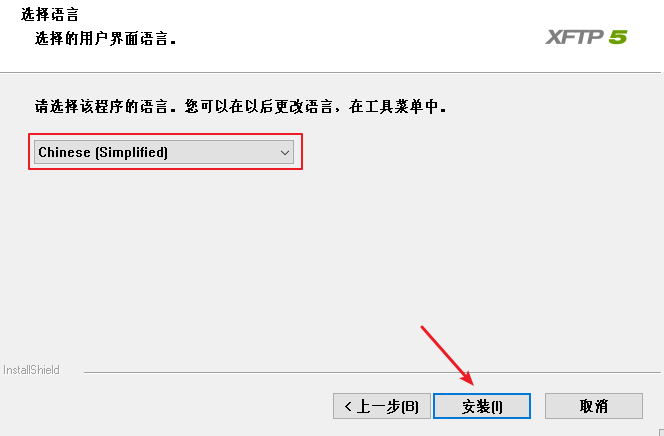 选择语言
选择的用户界面语言。
XFTP 5
请选择该程序的语言。您可以在以后更改语言，在工具菜单中。
Chinese (Simplified)
InstallShield
< 上一步(B) 安装(I) 取消